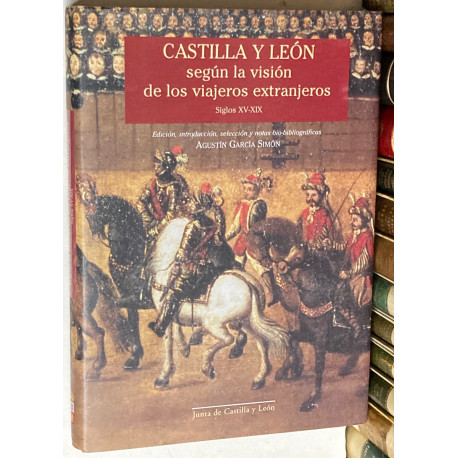 CASTILLA Y LEÓN
según la visión
de los viajeros extranjeros
Siglos XV-XIX
Edición, introducción, selección y notas bio-bibliográficas
AGUSTÍN GARCÍA SIMÓN
Junta de Castilla y León